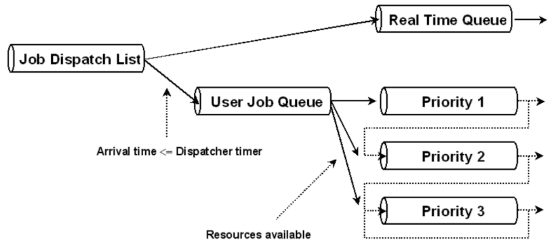 Real Time Queue
Job Dispatch List
User Job Queue
Priority 1
Arrival time <= Dispatcher timer
Priority 2
Priority 3
Resources available